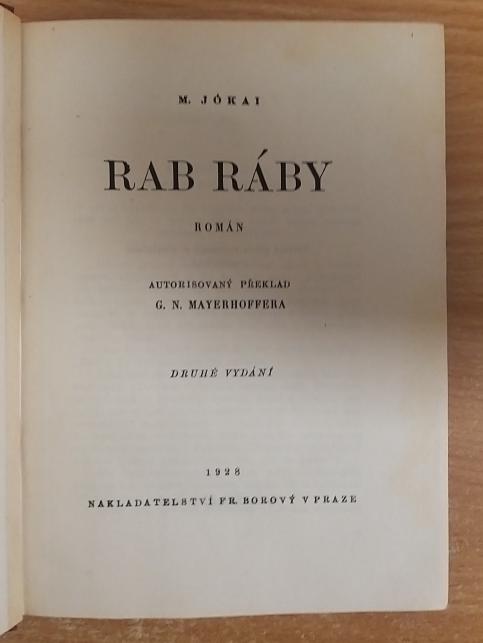 M. JÓKAI
RAB RÁBY
ROMÁN
AUTORISOVANÝ PŘEKLAD
G. N. MAYERHOFFERA
DRUHÉ VYDÁNÍ
1928
NAKLADATELSTVÍ FR. BOROVÝ V PRAZE